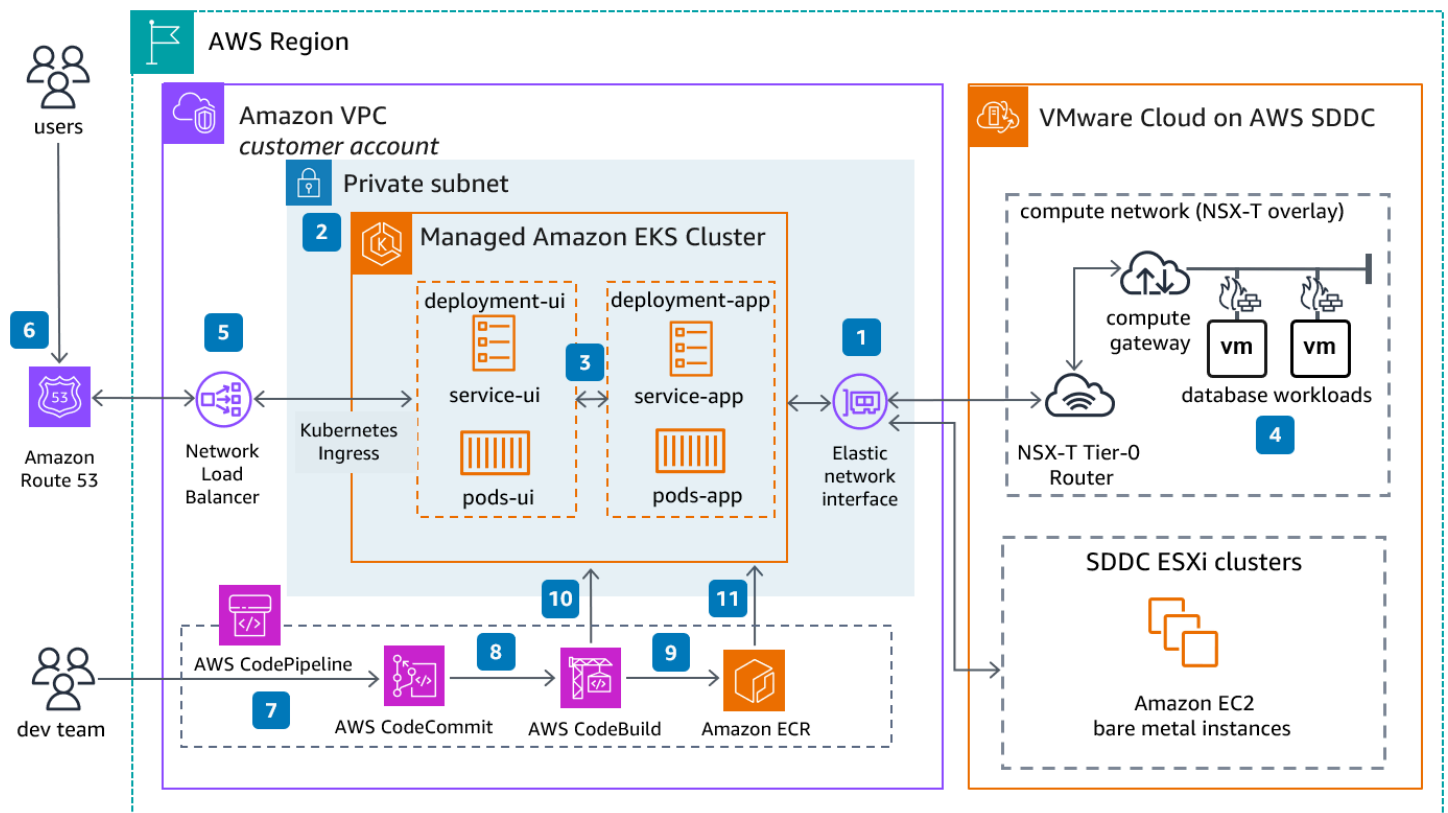 AWS Region
users
Amazon VPC
customer account
VMware Cloud on AWS SDDC
Private subnet
2
Managed Amazon EKS Cluster
compute network (NSX-T overlay)
deployment-ui
deployment-app
6
5
3
1
compute
gateway
vm
vm
53
service-ui
service-app
database workloads
Kubernetes
Ingress
4
Amazon
Route 53
Network
Load
Balancer
Elastic
network
interface
NSX-T Tier-0
Router
pods-ui
pods-app
SDDC ESXi clusters
10
11
AWS CodePipeline
8
9
7
dev team
AWS CodeCommit
AWS CodeBuild
Amazon ECR
Amazon EC2
bare metal instances